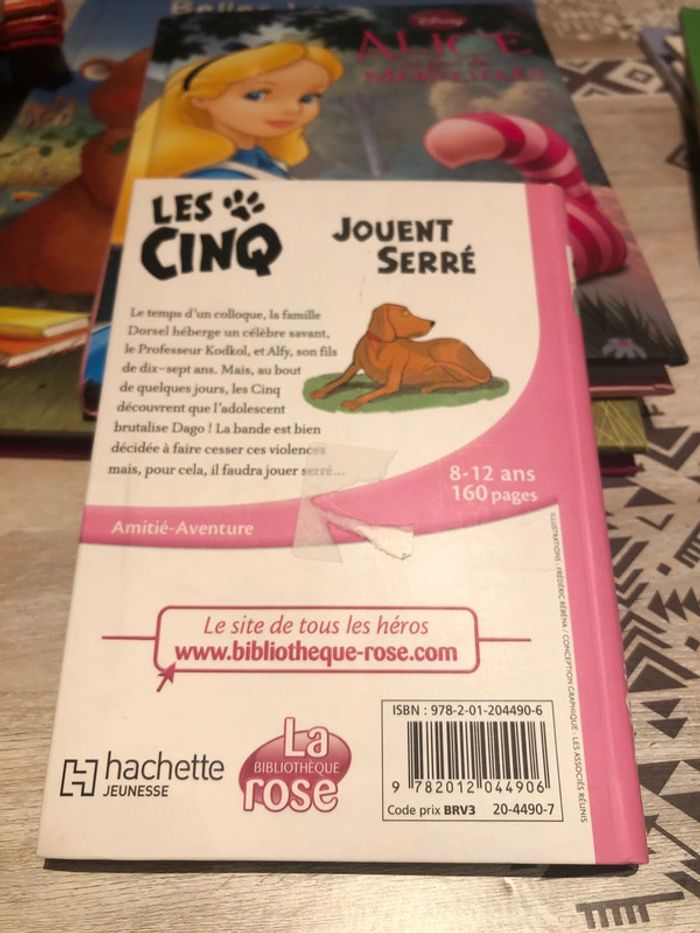 Disney
ALICE
au pays des
MERVEILLES
LES
CINQ
JOUENT
SERRÉ
Le temps d'un colloque, la famille
Dorsel héberge un célèbre savant,
le Professeur Kodkol, et Alfy, son fils
de dix-sept ans. Mais, au bout
de quelques jours, les Cinq
découvrent que l'adolescent
brutalise Dago ! La bande est bien
décidée à faire cesser ces violences
mais, pour cela, il faudra jouer serré...
8-12 ans
160 pages
Amitié-Aventure
Le site de tous les héros
www.bibliotheque-rose.com
hachette
JEUNESSE
La
BIBLIOTHÈQUE
rose
ISBN : 978-2-01-204490-6
9 782012 044906
Code prix BRV3 20-4490-7
ILLUSTRATIONS : FRÉDÉRIC RÉBÉNA / CONCEPTION GRAPHIQUE : LES ASSOCIÉS RÉUNIS